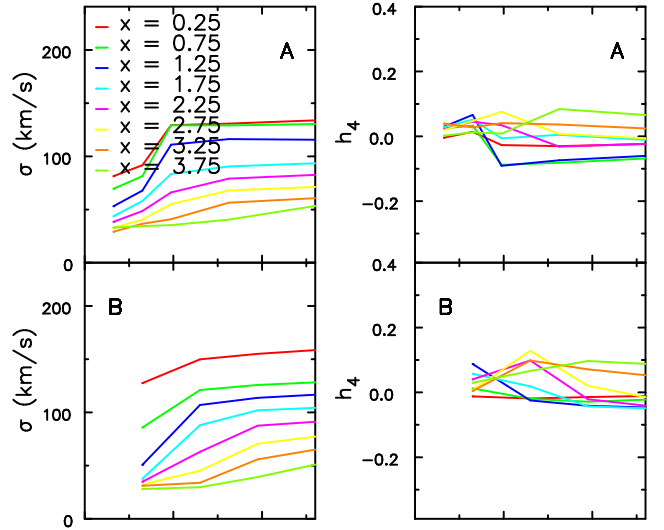 200
100
0
σ (km/s)
x = 0.25
x = 0.75
x = 1.25
x = 1.75
x = 2.25
x = 2.75
x = 3.25
x = 3.75
A
0.4
0.2
0.0
−0.2
h4
A
200
100
0
σ (km/s)
B
0.4
0.2
0.0
−0.2
h4
B